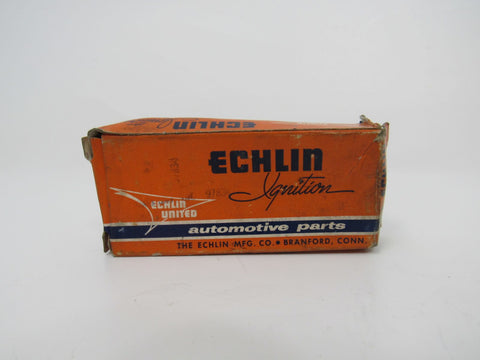 ECHLIN
ECHLIN
Ignition
ECHLIN
UNITED
automotive parts
THE ECHLIN MFG. CO. • BRANFORD, CONN.